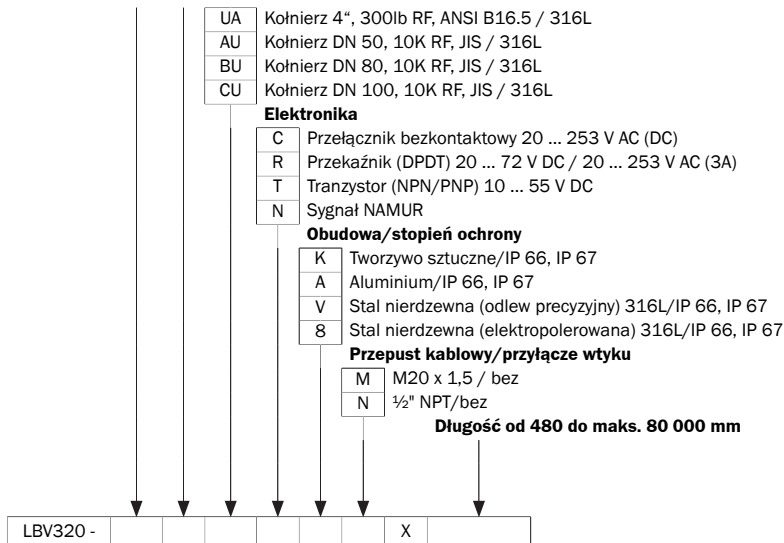 UA Kołnierz 4“, 300lb RF, ANSI B16.5 / 316L
AU Kołnierz DN 50, 10K RF, JIS / 316L
BU Kołnierz DN 80, 10K RF, JIS / 316L
CU Kołnierz DN 100, 10K RF, JIS / 316L
Elektronika
C Przełącznik bezkontaktowy 20 ... 253 V AC (DC)
R Przekaźnik (DPDT) 20 ... 72 V DC / 20 ... 253 V AC (3A)
T Tranzystor (NPN/PNP) 10 ... 55 V DC
N Sygnał NAMUR
Obudowa/stopień ochrony
K Tworzywo sztuczne/IP 66, IP 67
A Aluminium/IP 66, IP 67
V Stal nierdzewna (odlew precyzyjny) 316L/IP 66, IP 67
8 Stal nierdzewna (elektropolerowana) 316L/IP 66, IP 67
Przepust kablowy/przyłącze wtyku
M M20 x 1,5 / bez
N ½" NPT/bez
Długość od 480 do maks. 80 000 mm
LBV320 - X